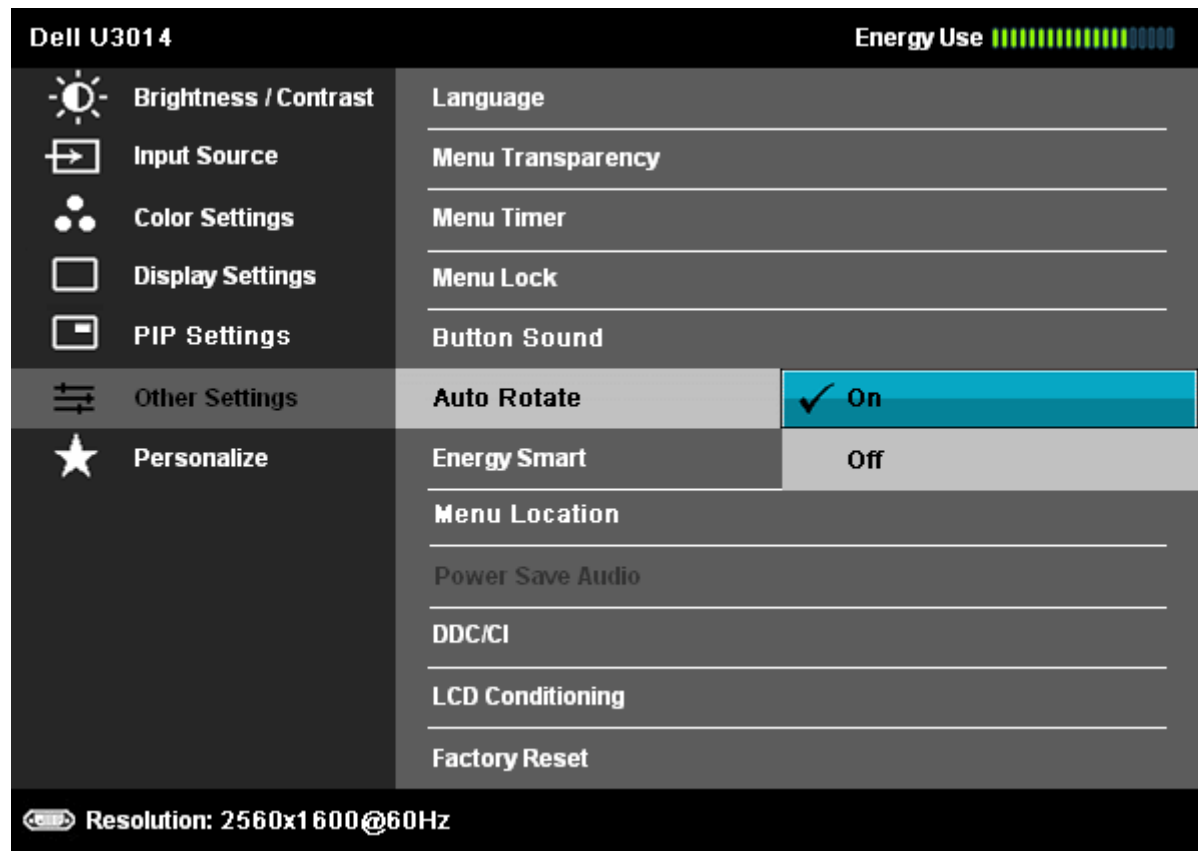 Dell U3014 Energy Use
Brightness / Contrast Language
Input Source Menu Transparency
Color Settings Menu Timer
Display Settings Menu Lock
PIP Settings Button Sound
Other Settings Auto Rotate On
Personalize Energy Smart Off
Menu Location
Power Save Audio
DDC/CI
LCD Conditioning
Factory Reset
Resolution: 2560x1600@60Hz